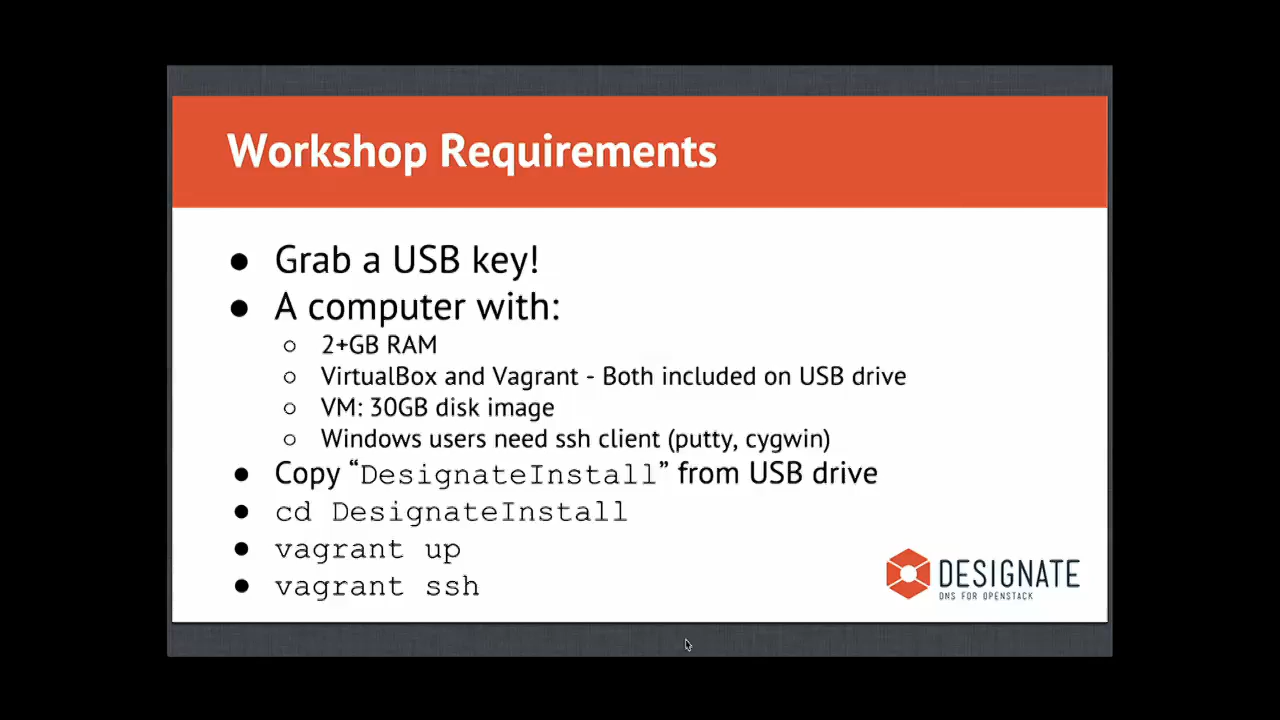 Workshop Requirements
● Grab a USB key!
● A computer with:
○ 2+GB RAM
○ VirtualBox and Vagrant - Both included on USB drive
○ VM: 30GB disk image
○ Windows users need ssh client (putty, cygwin)
● Copy “DesignateInstall” from USB drive
● cd DesignateInstall
● vagrant up
● vagrant ssh
DESIGNATE
DNS FOR OPENSTACK